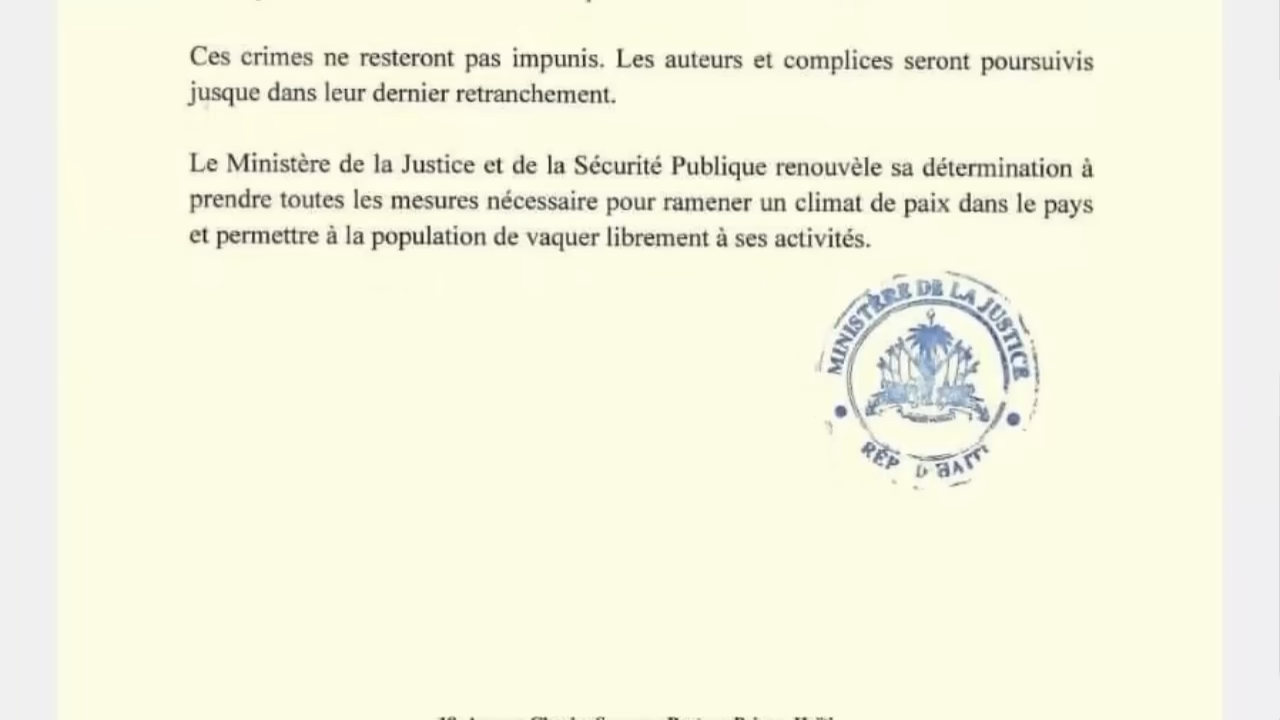 Ces crimes ne resteront pas impunis. Les auteurs et complices seront poursuivis
jusque dans leur dernier retranchement.
Le Ministère de la Justice et de la Sécurité Publique renouvèle sa détermination à
prendre toutes les mesures nécessaire pour ramener un climat de paix dans le pays
et permettre à la population de vaquer librement à ses activités.
MINISTÈRE DE LA JUSTICE
RÉP D'HAITI